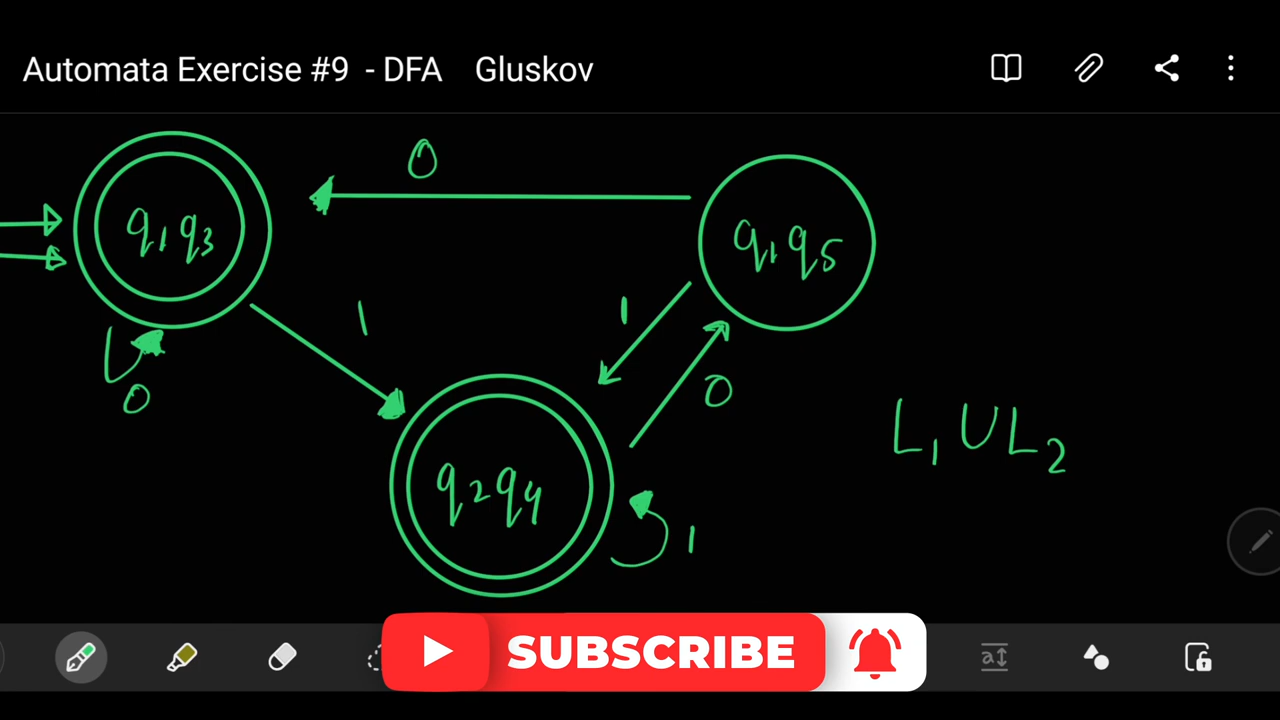 Automata Exercise #9 - DFA Gluskov
0
q1q3
q1q5
1
1
0
0
L1UL2
q2q4
1
SUBSCRIBE
a